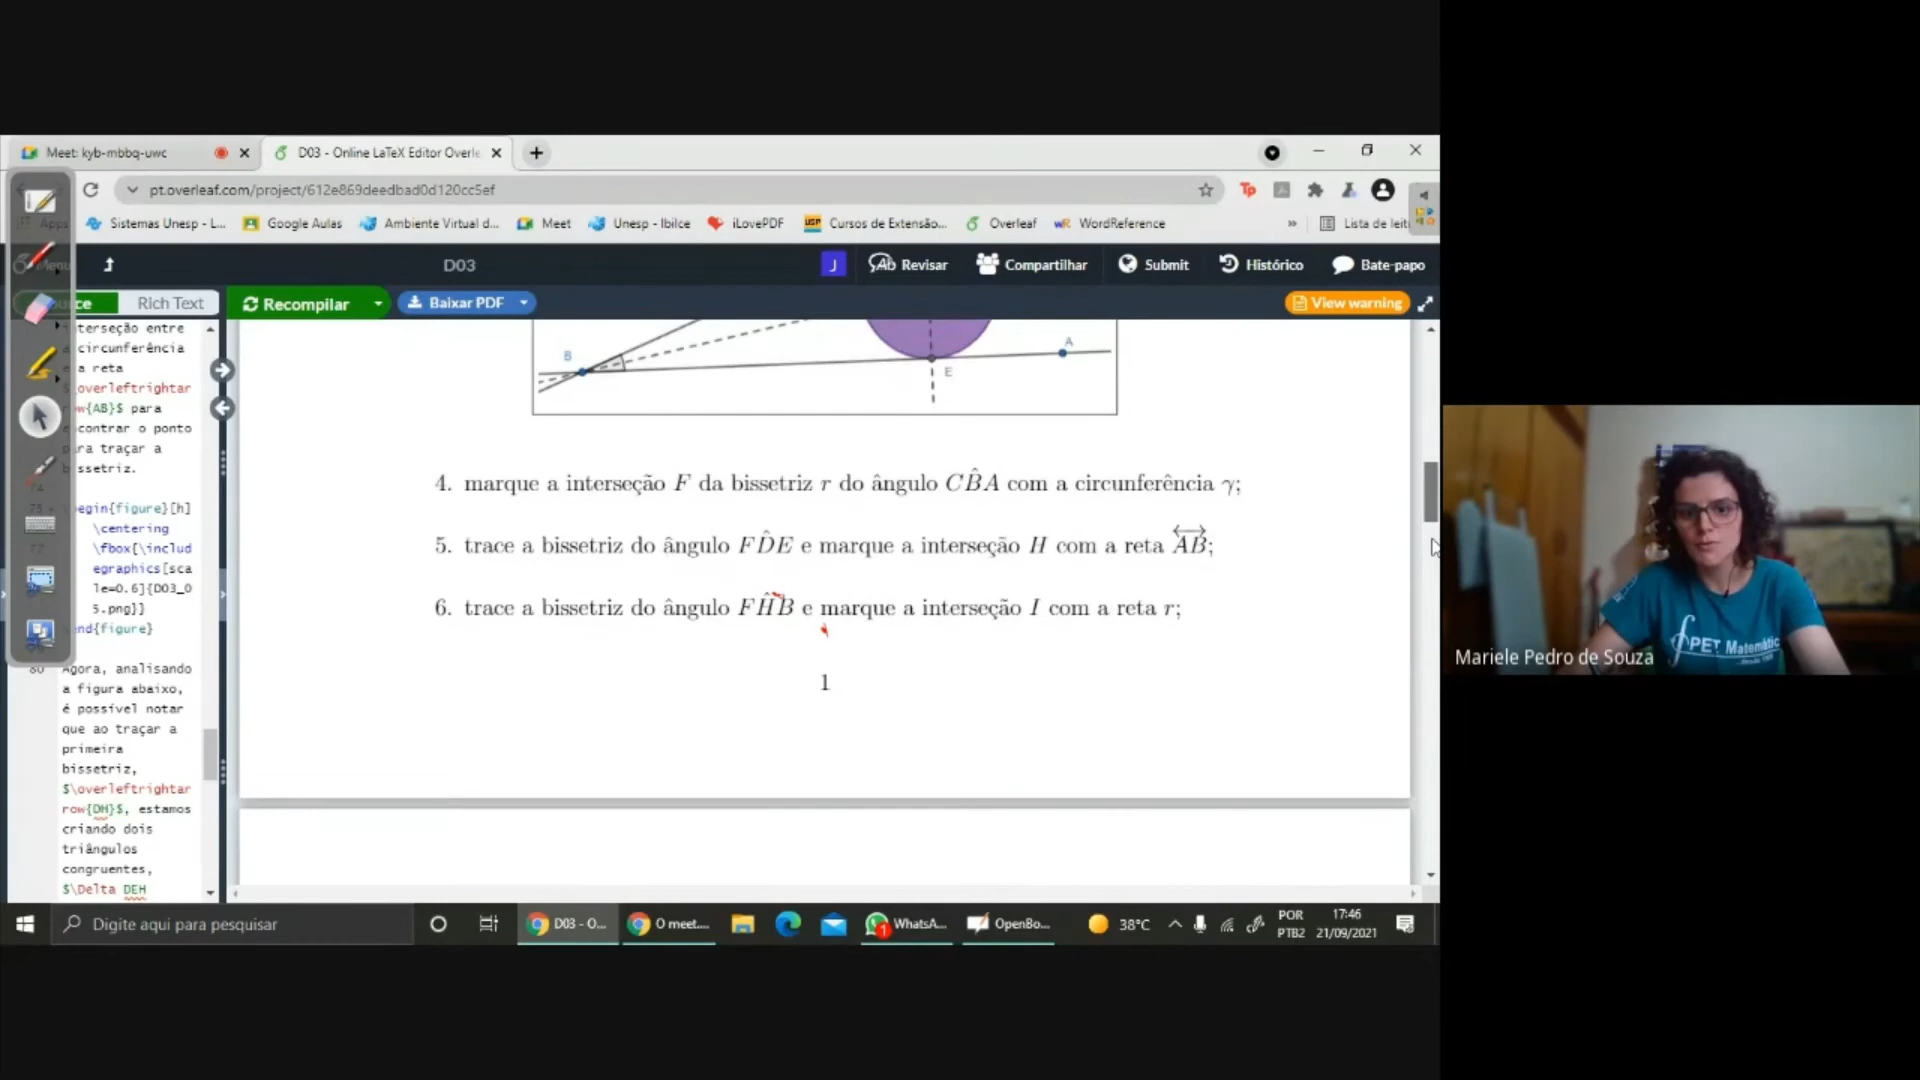 Meet: kyb-mbbq-uwc
D03 - Online LaTeX Editor Overle
pt.overleaf.com/project/612e869deedbad0d120cc5ef
Apps
Sistemas Unesp - L...
Google Aulas
Ambiente Virtual d...
Meet
Unesp - Ibilce
iLovePDF
Cursos de Extensão...
Overleaf
WordReference
»
Lista de leit
Menu
D03
J
Revisar
Compartilhar
Submit
Histórico
Bate-papo
Rich Text
Recompilar
Baixar PDF
View warning
terseção entre
circunferência
a reta
overleftrightar
w{AB}$ para
contrar o ponto
ra traçar a
ssetriz.
egin{figure}[h]
\centering
\fbox{\includ
egraphics[sca
le=0.6]{D03_0
5.png}}
nd{figure}
80 Agora, analisando
a figura abaixo,
é possível notar
que ao traçar a
primeira
bissetriz,
$\overleftrightar
row{DH}$, estamos
criando dois
triângulos
congruentes,
$\Delta DEH
B
A
E
4. marque a interseção F da bissetriz r do ângulo CB̂A com a circunferência γ;
5. trace a bissetriz do ângulo FD̂E e marque a interseção H com a reta A͍B;
6. trace a bissetriz do ângulo FĤB e marque a interseção I com a reta r;
1
Mariele Pedro de Souza
PET Matemátic
Digite aqui para pesquisar
D03 - O...
O meet....
WhatsA...
1
OpenBo...
38°C
POR
PTB2
17:46
21/09/2021